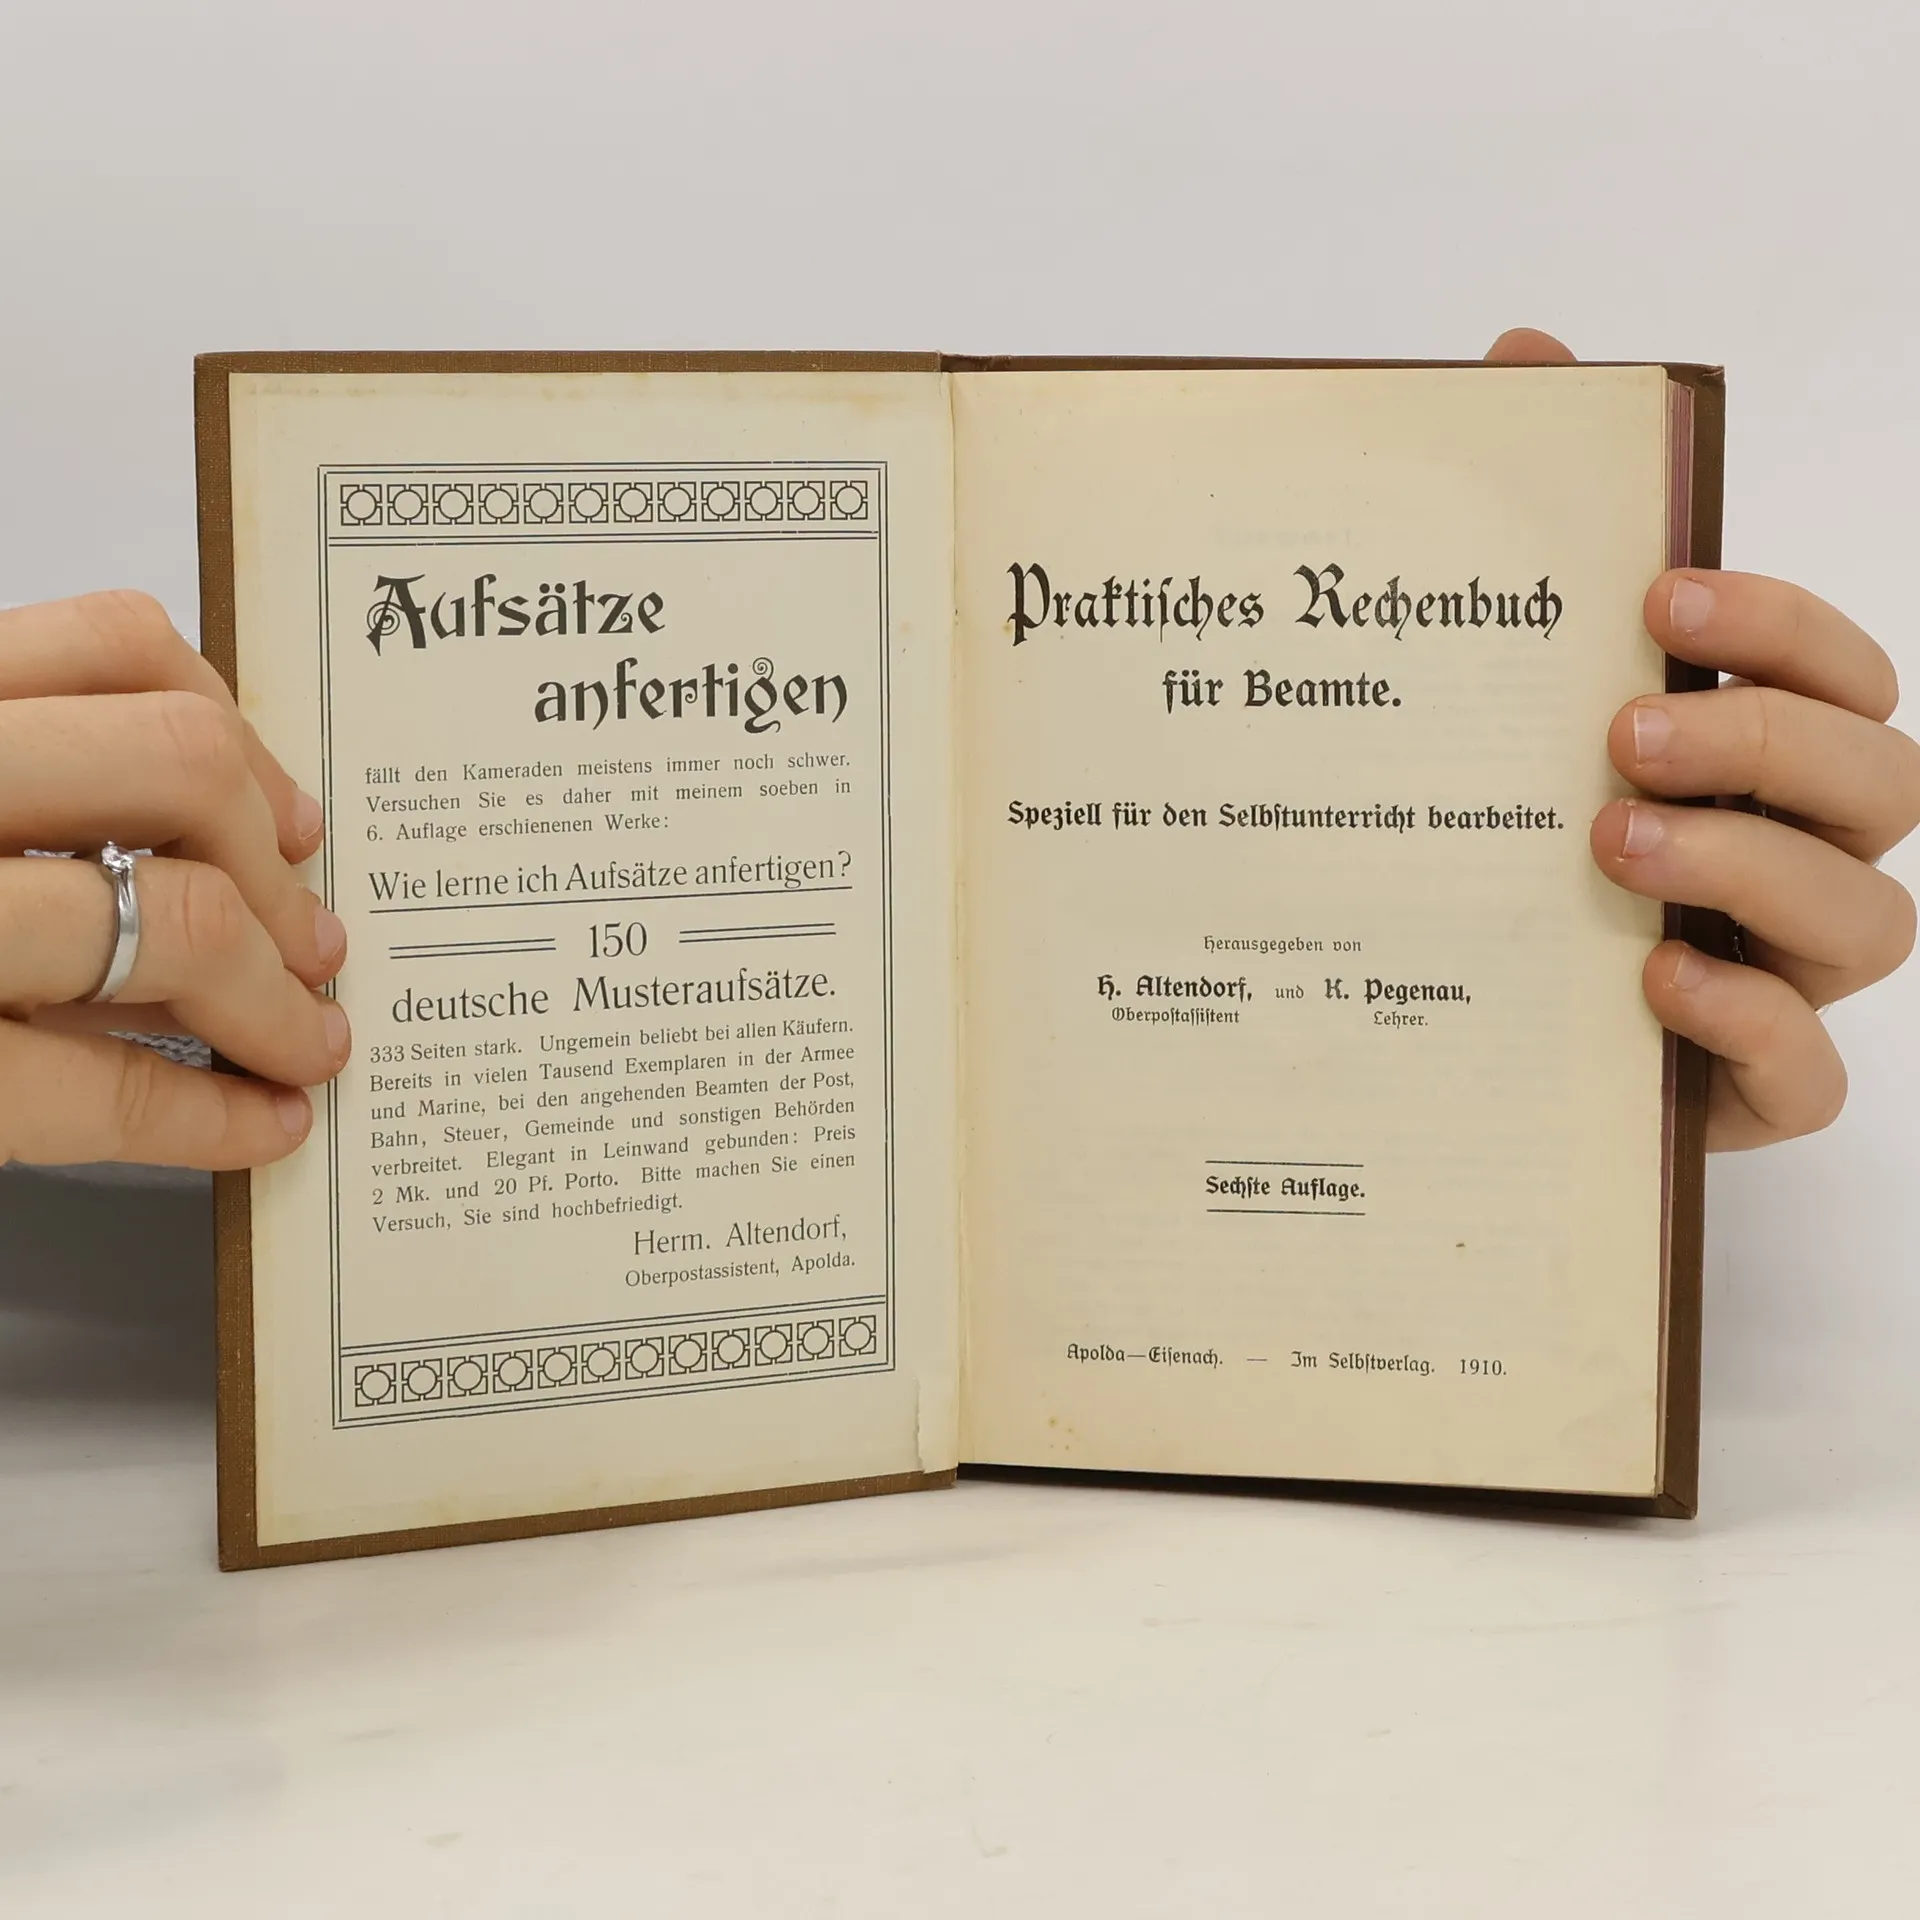 Aufsätze
anfertigen
fällt den Kameraden meistens immer noch schwer.
Versuchen Sie es daher mit meinem soeben in
6. Auflage erschienenen Werke:
Wie lerne ich Aufsätze anfertigen?
150
deutsche Musteraufsätze.
333 Seiten stark. Ungemein beliebt bei allen Käufern.
Bereits in vielen Tausend Exemplaren in der Armee
und Marine, bei den angehenden Beamten der Post,
Bahn, Steuer, Gemeinde und sonstigen Behörden
verbreitet. Elegant in Leinwand gebunden: Preis
2 Mk. und 20 Pf. Porto. Bitte machen Sie einen
Versuch, Sie sind hochbefriedigt.
Herm. Altendorf,
Oberpostassistent, Apolda.
Praktiſches Rechenbuch
für Beamte.
Speziell für den Selbſtunterricht bearbeitet.
Herausgegeben von
H. Altendorf, und K. Pegenau,
Oberpoſtaſſiſtent Lehrer.
Sechſte Auflage.
Apolda—Eiſenach. — Im Selbſtverlag. 1910.